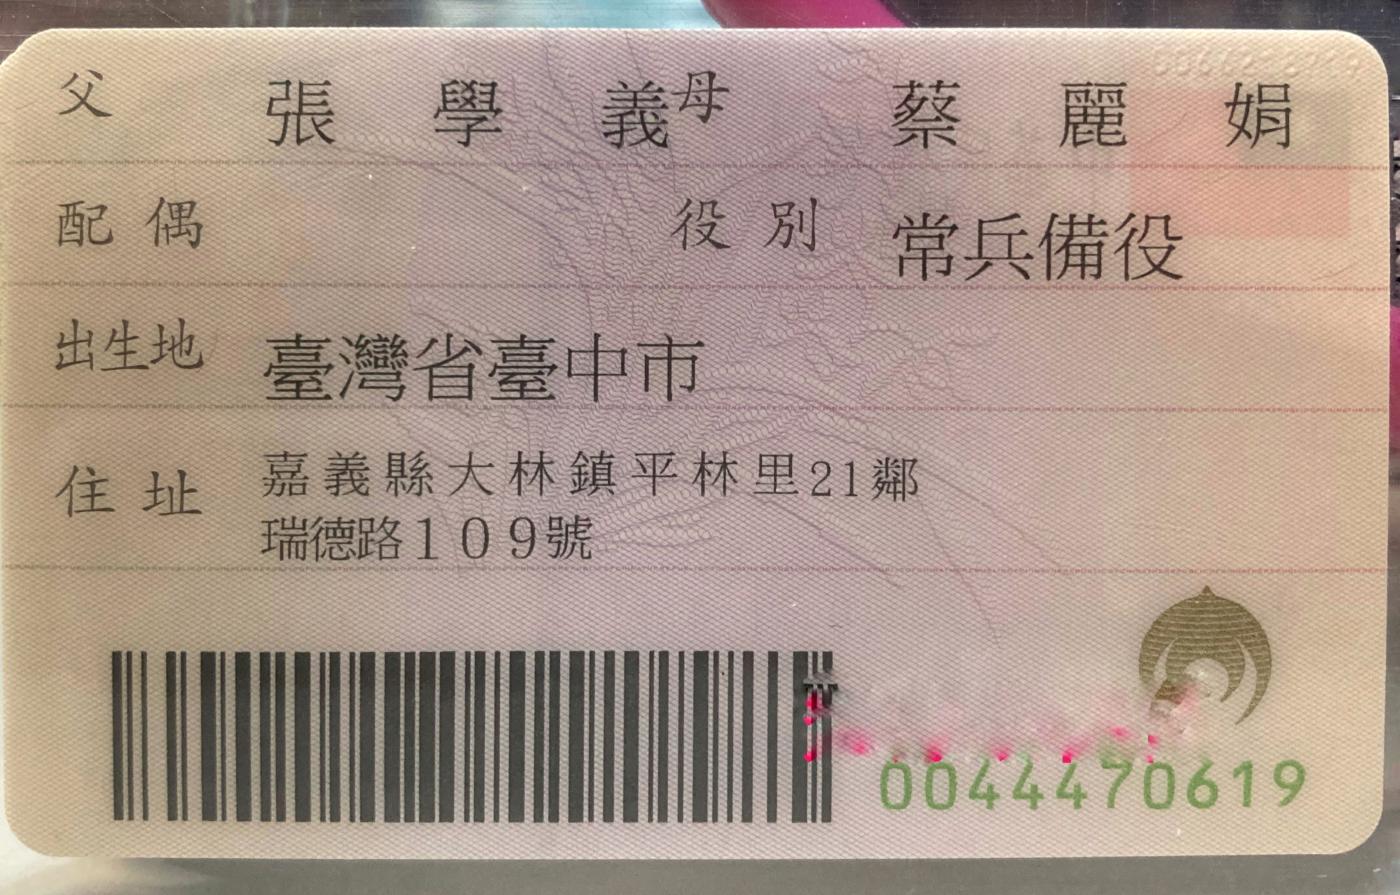 父 張學義 母 蔡麗娟
配偶 役別 常兵備役
出生地 臺灣省臺中市
住址 嘉義縣大林鎮平林里21鄰
瑞德路109號
0044470619